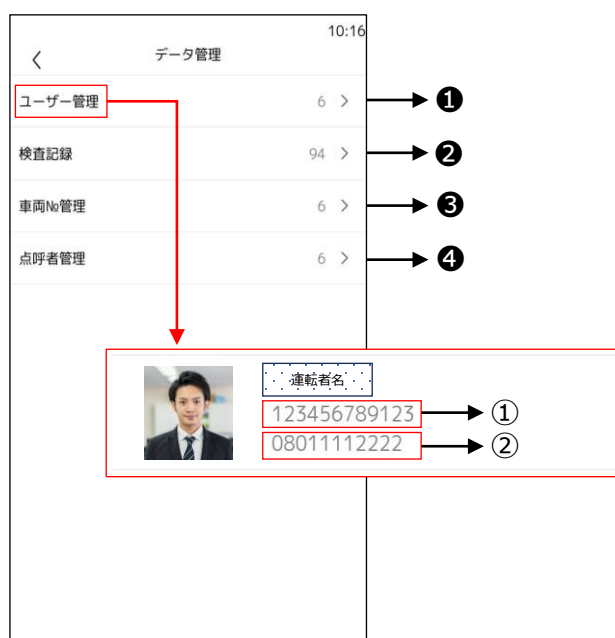 10:16
データ管理
ユーザー管理 6 ❶
検査記録 94 ❷
車両№管理 6 ❸
点呼者管理 6 ❹
運転者名
123456789123 ①
08011112222 ②